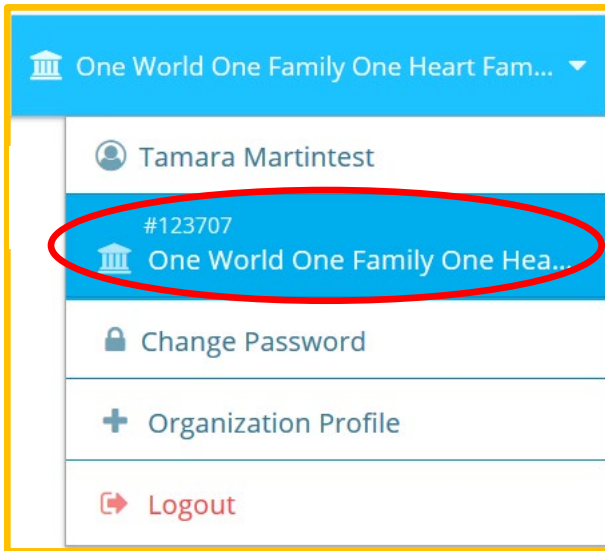 One World One Family One Heart Fam...
Tamara Martintest
#123707
One World One Family One Hea...
Change Password
Organization Profile
Logout